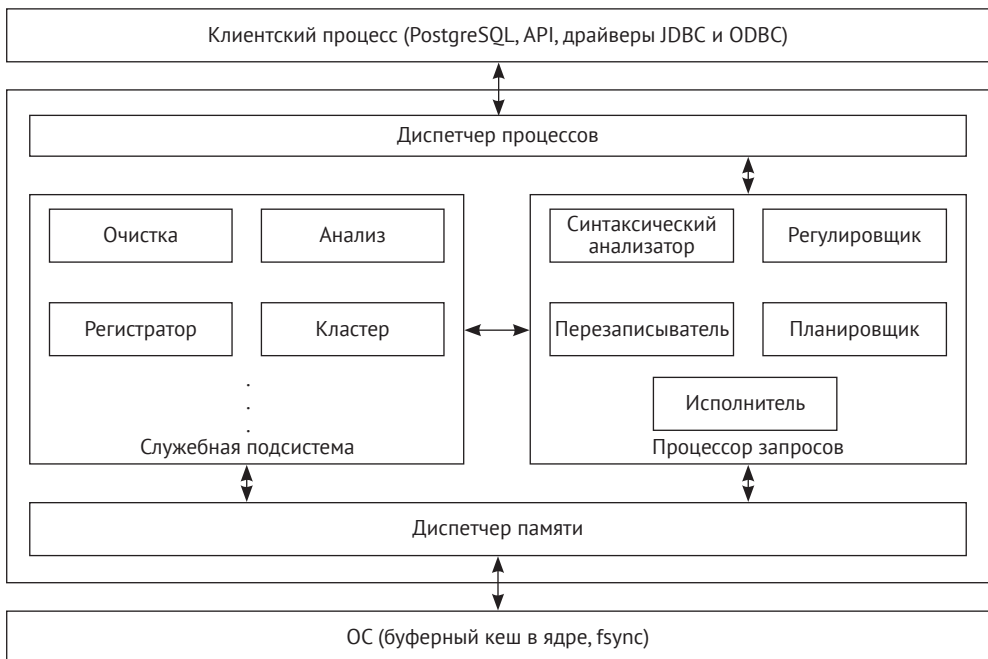 Клиентский процесс (PostgreSQL, API, драйверы JDBC и ODBC)
Диспетчер процессов
Очистка
Анализ
Регистратор
Кластер
.
.
.
Служебная подсистема
Синтаксический
анализатор
Регулировщик
Перезаписыватель
Планировщик
Исполнитель
Процессор запросов
Диспетчер памяти
ОС (буферный кеш в ядре, fsync)